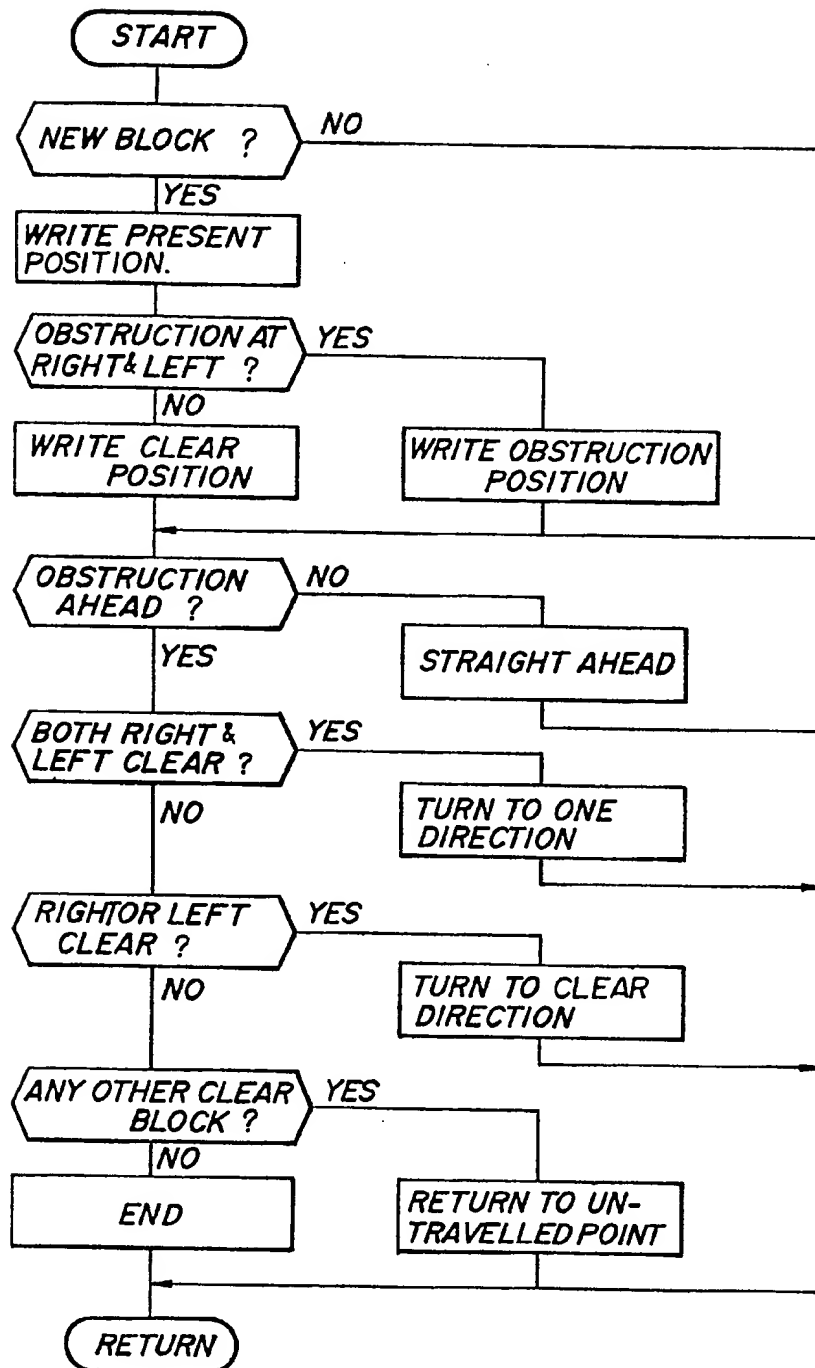 START
NEW BLOCK ?
NO
YES
WRITE PRESENT
POSITION.
OBSTRUCTION AT
RIGHT & LEFT ?
YES
NO
WRITE CLEAR
POSITION
WRITE OBSTRUCTION
POSITION
OBSTRUCTION
AHEAD ?
NO
YES
STRAIGHT AHEAD
BOTH RIGHT &
LEFT CLEAR ?
YES
NO
TURN TO ONE
DIRECTION
RIGHTOR LEFT
CLEAR ?
YES
NO
TURN TO CLEAR
DIRECTION
ANY OTHER CLEAR
BLOCK ?
YES
NO
END
RETURN TO UN-
TRAVELLED POINT
RETURN